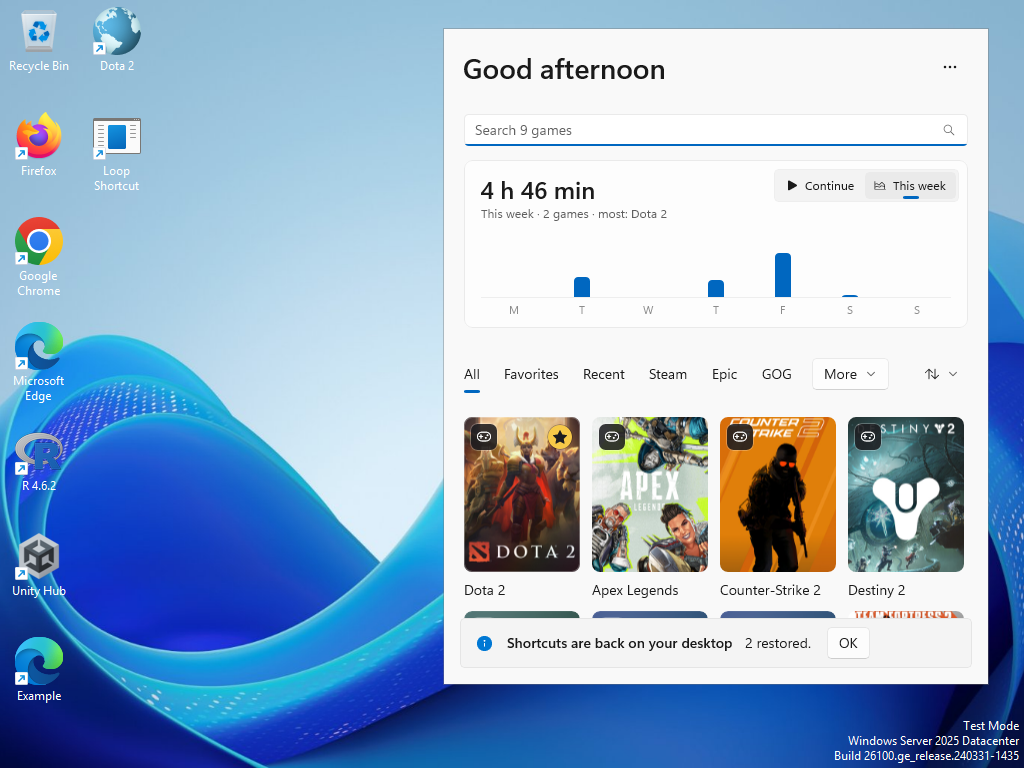 Recycle Bin
Dota 2
Firefox
Loop
Shortcut
Google
Chrome
Microsoft
Edge
R 4.6.2
Unity Hub
Example
Good afternoon
Search 9 games
4 h 46 min
This week · 2 games · most: Dota 2
Continue
This week
M T W T F S S
All Favorites Recent Steam Epic GOG More
DOTA 2
APEX
LEGENDS
COUNTER
STRIKE 2
DESTINY 2
Dota 2
Apex Legends
Counter-Strike 2
Destiny 2
TEAM FORTRESS 2
Shortcuts are back on your desktop 2 restored. OK
Test Mode
Windows Server 2025 Datacenter
Build 26100.ge_release.240331-1435